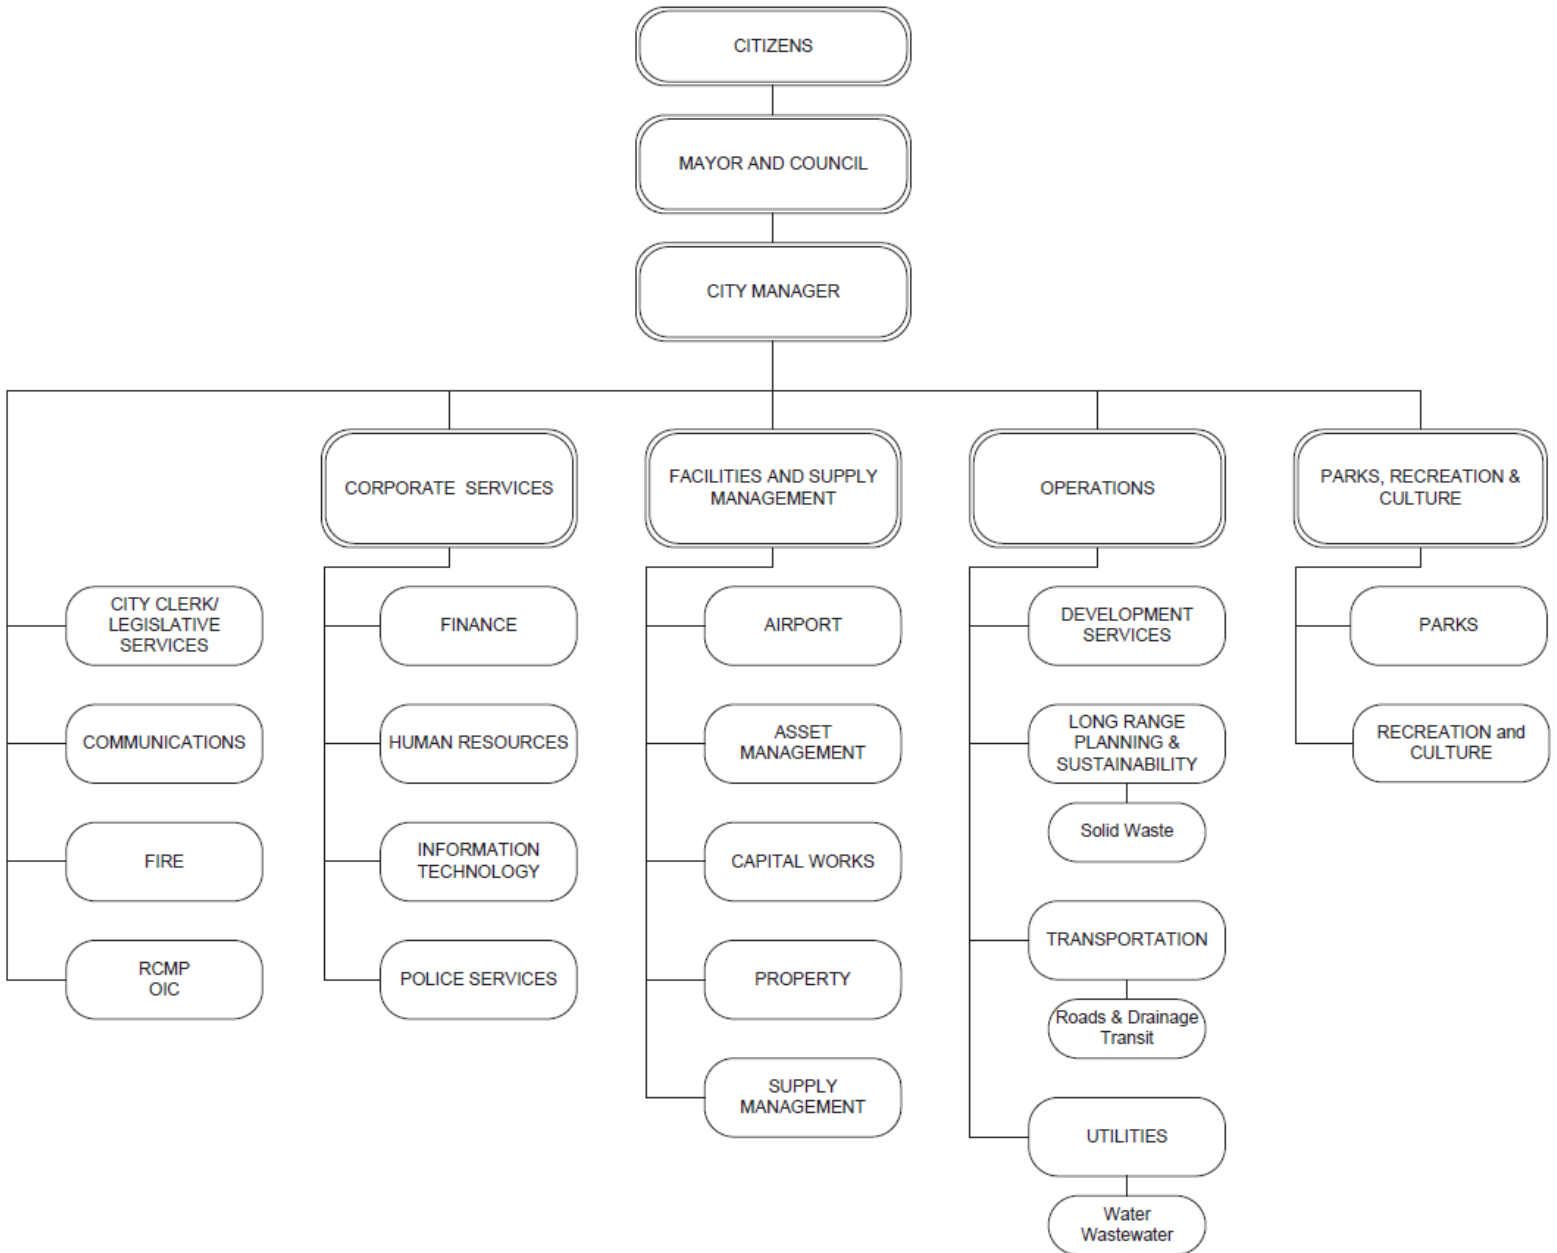 CITIZENS
MAYOR AND COUNCIL
CITY MANAGER
CORPORATE SERVICES
FACILITIES AND SUPPLY
MANAGEMENT
OPERATIONS
PARKS, RECREATION &
CULTURE
CITY CLERK/
LEGISLATIVE
SERVICES
COMMUNICATIONS
FIRE
RCMP
OIC
FINANCE
HUMAN RESOURCES
INFORMATION
TECHNOLOGY
POLICE SERVICES
AIRPORT
ASSET
MANAGEMENT
CAPITAL WORKS
PROPERTY
SUPPLY
MANAGEMENT
DEVELOPMENT
SERVICES
LONG RANGE
PLANNING &
SUSTAINABILITY
Solid Waste
TRANSPORTATION
Roads & Drainage
Transit
UTILITIES
Water
Wastewater
PARKS
RECREATION and
CULTURE